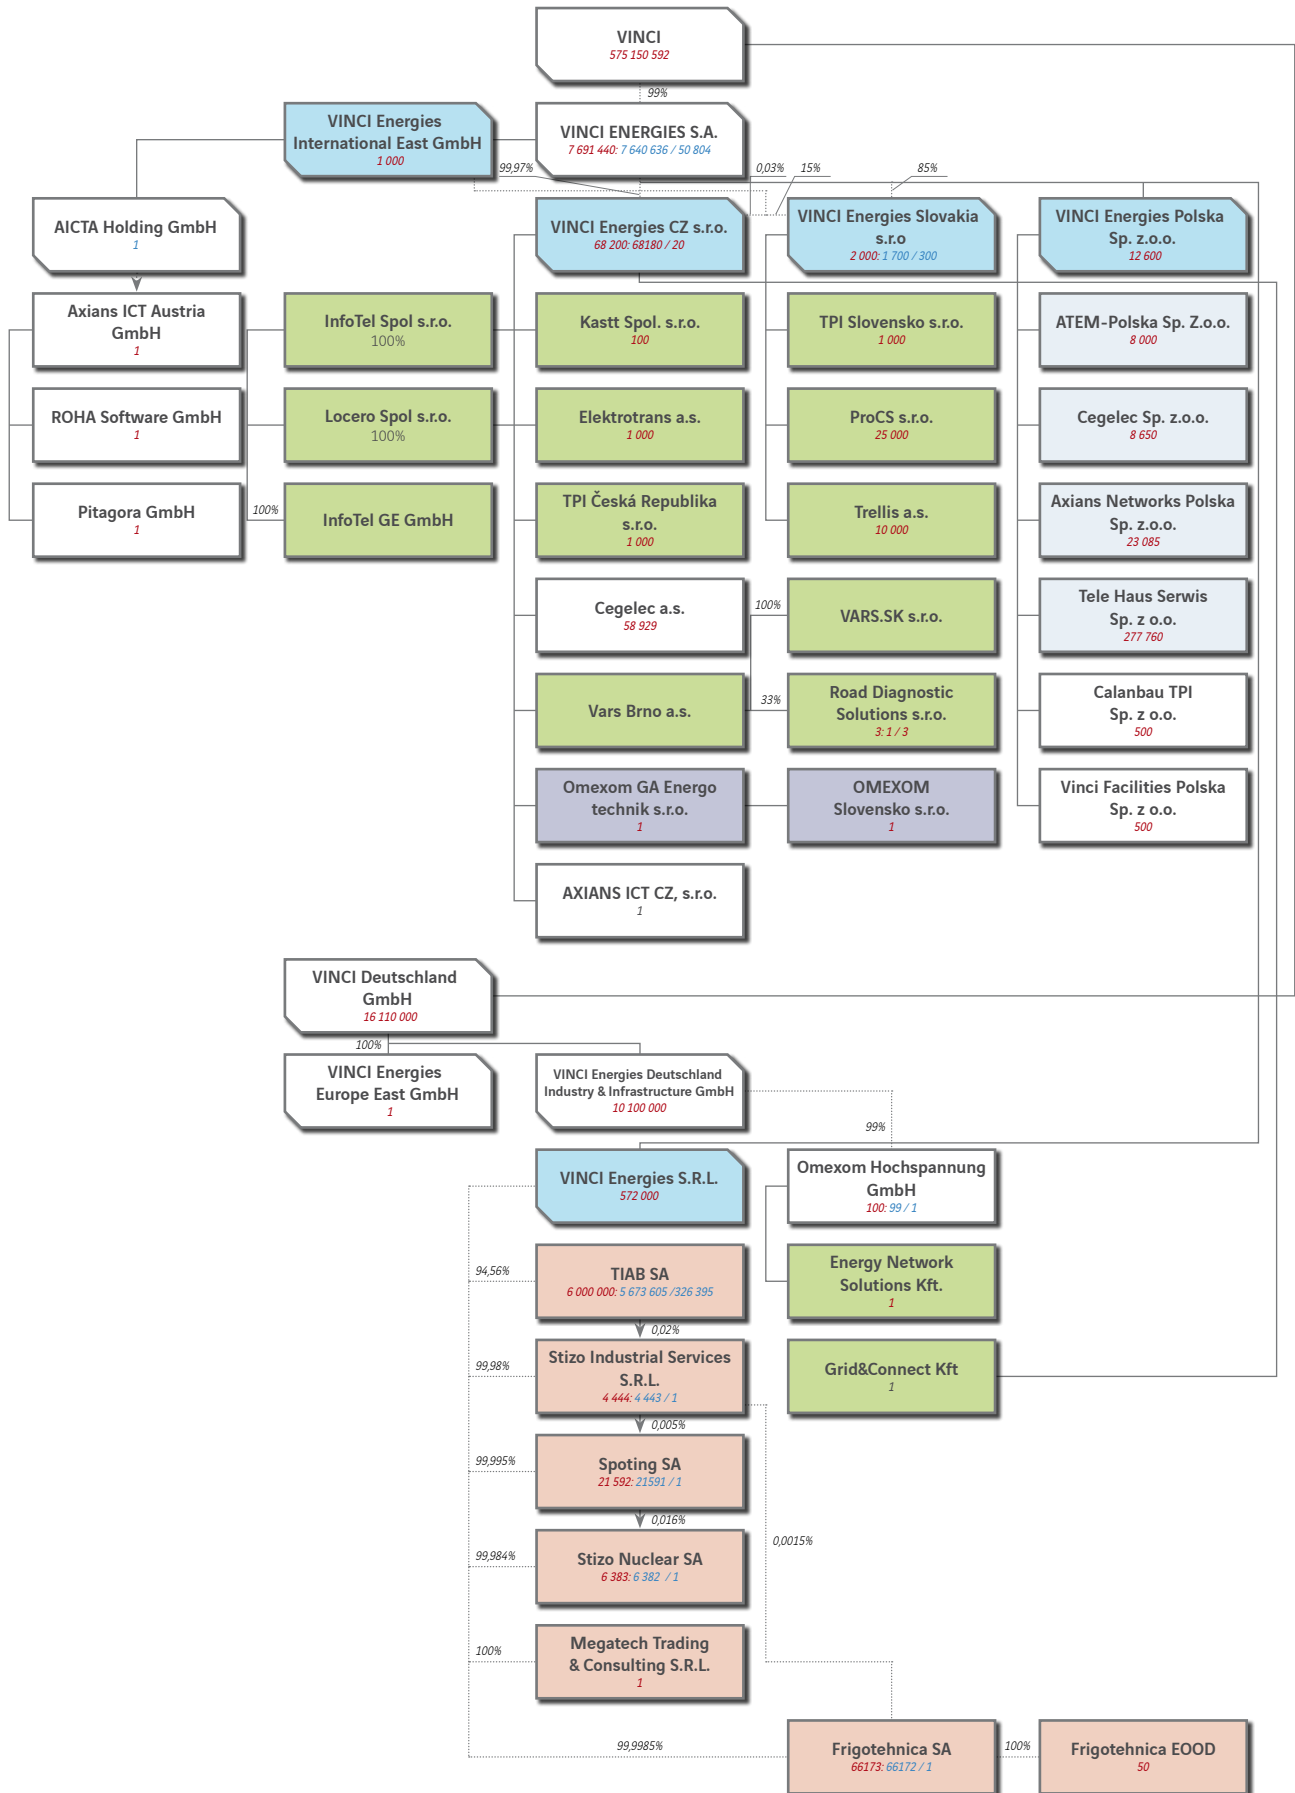 VINCI
575 150 592
99%
VINCI Energies
International East GmbH
1 000
VINCI ENERGIES S.A.
7 691 440: 7 640 636 / 50 804
99,97%
0,03%
15%
85%
AICTA Holding GmbH
1
VINCI Energies CZ s.r.o.
68 200: 68180 / 20
VINCI Energies Slovakia
s.r.o
2 000: 1 700 / 300
VINCI Energies Polska
Sp. z.o.o.
12 600
Axians ICT Austria
GmbH
1
InfoTel Spol s.r.o.
100%
Kastt Spol. s.r.o.
100
TPI Slovensko s.r.o.
1 000
ATEM-Polska Sp. Z.o.o.
8 000
ROHA Software GmbH
1
Locero Spol s.r.o.
100%
Elektrotrans a.s.
1 000
ProCS s.r.o.
25 000
Cegelec Sp. z.o.o.
8 650
Pitagora GmbH
1
100%
InfoTel GE GmbH
TPI Česká Republika
s.r.o.
1 000
Trellis a.s.
10 000
Axians Networks Polska
Sp. z.o.o.
23 085
Cegelec a.s.
58 929
100%
VARS.SK s.r.o.
Tele Haus Serwis
Sp. z o.o.
277 760
Vars Brno a.s.
33%
Road Diagnostic
Solutions s.r.o.
3: 1 / 3
Calanbau TPI
Sp. z o.o.
500
Omexom GA Energo
technik s.r.o.
1
OMEXOM
Slovensko s.r.o.
1
Vinci Facilities Polska
Sp. z o.o.
500
AXIANS ICT CZ, s.r.o.
1
VINCI Deutschland
GmbH
16 110 000
100%
VINCI Energies
Europe East GmbH
1
VINCI Energies Deutschland
Industry & Infrastructure GmbH
10 100 000
99%
VINCI Energies S.R.L.
572 000
Omexom Hochspannung
GmbH
100: 99 / 1
94,56%
TIAB SA
6 000 000: 5 673 605 /326 395
Energy Network
Solutions Kft.
1
0,02%
99,98%
Stizo Industrial Services
S.R.L.
4 444: 4 443 / 1
Grid&Connect Kft
1
0,005%
99,995%
Spoting SA
21 592: 21591 / 1
0,016%
0,0015%
99,984%
Stizo Nuclear SA
6 383: 6 382 / 1
100%
Megatech Trading
& Consulting S.R.L.
1
99,9985%
Frigotehnica SA
66173: 66172 / 1
100%
Frigotehnica EOOD
50